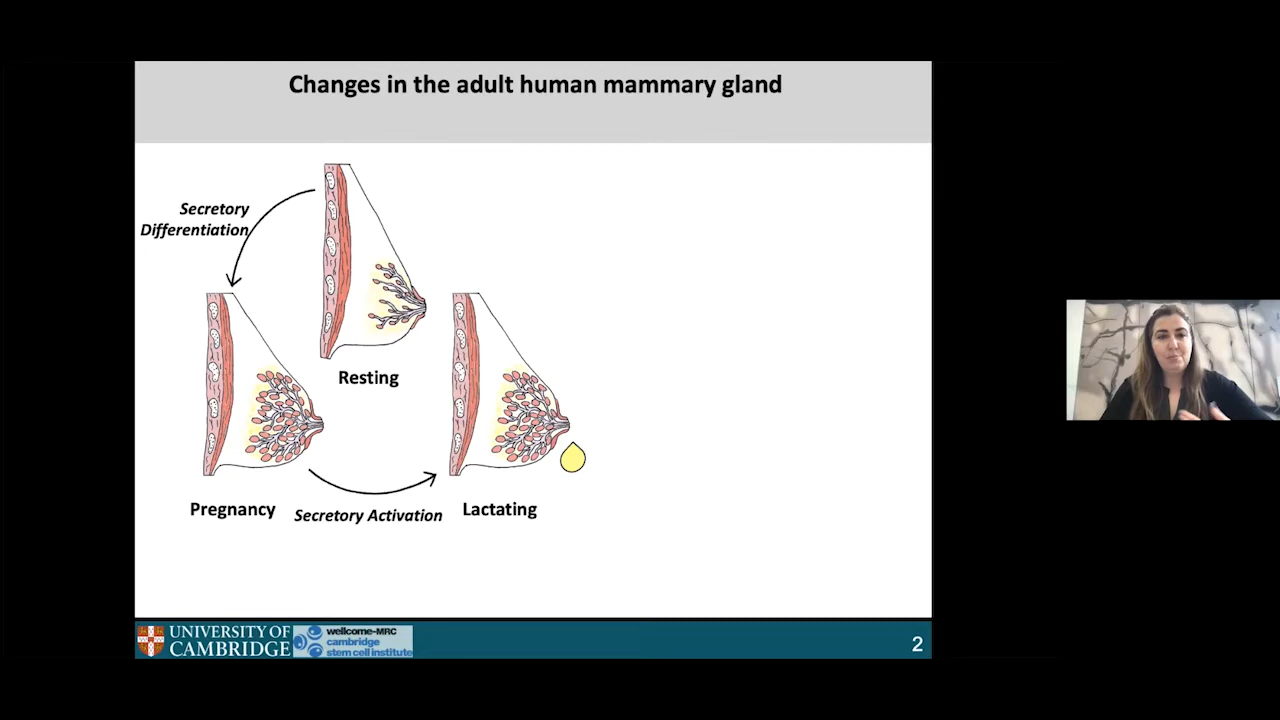 Changes in the adult human mammary gland
Secretory
Differentiation
Resting
Pregnancy
Secretory Activation
Lactating
UNIVERSITY OF
CAMBRIDGE
wellcome-MRC
cambridge
stem cell institute
2